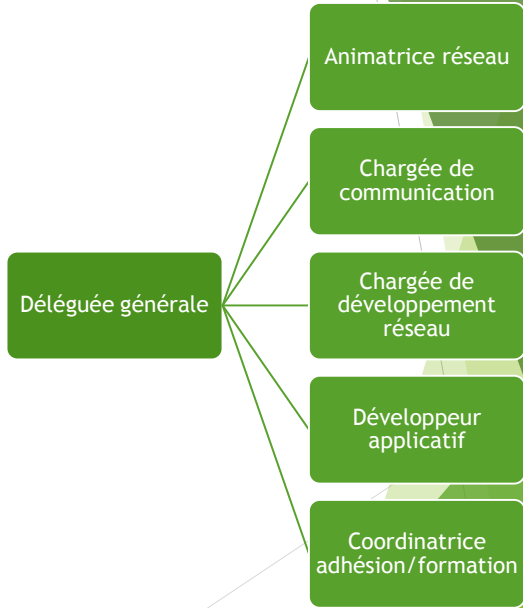 Animatrice réseau
Chargée de
communication
Déléguée générale
Chargée de
développement
réseau
Développeur
applicatif
Coordinatrice
adhésion/formation